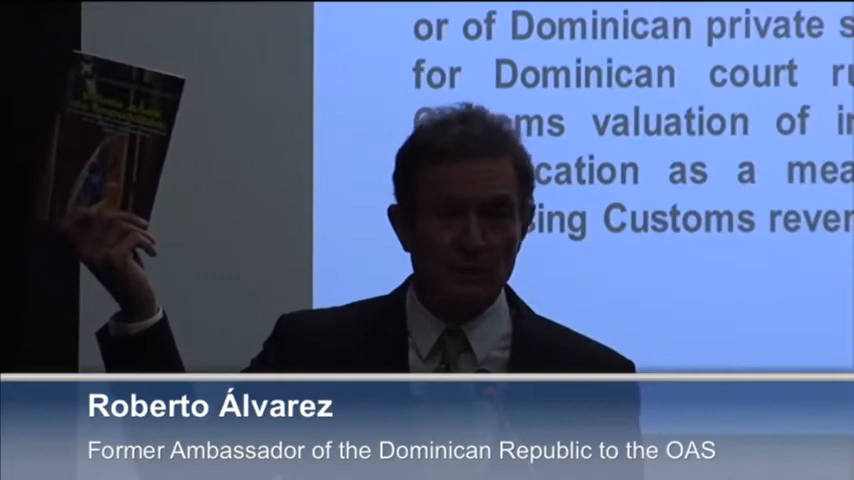 or of Dominican private s
for Dominican court ru
ms valuation of i
cation as a mea
ing Customs rever
Roberto Álvarez
Former Ambassador of the Dominican Republic to the OAS